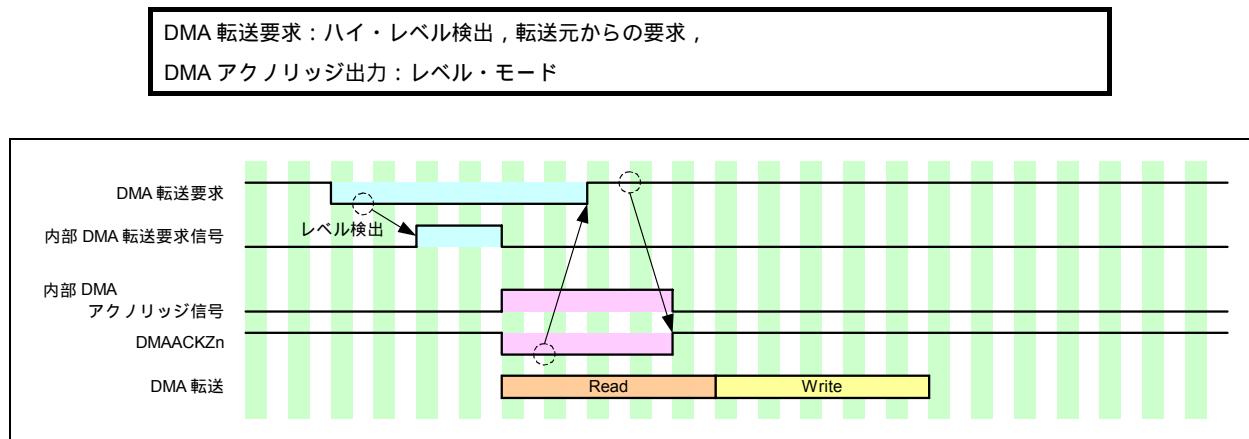 DMA 転送要求：ハイ・レベル検出，転送元からの要求，
DMA アクノリッジ出力：レベル・モード
DMA 転送要求
レベル検出
内部 DMA 転送要求信号
内部 DMA
アクノリッジ信号
DMAACKZn
DMA 転送
Read
Write